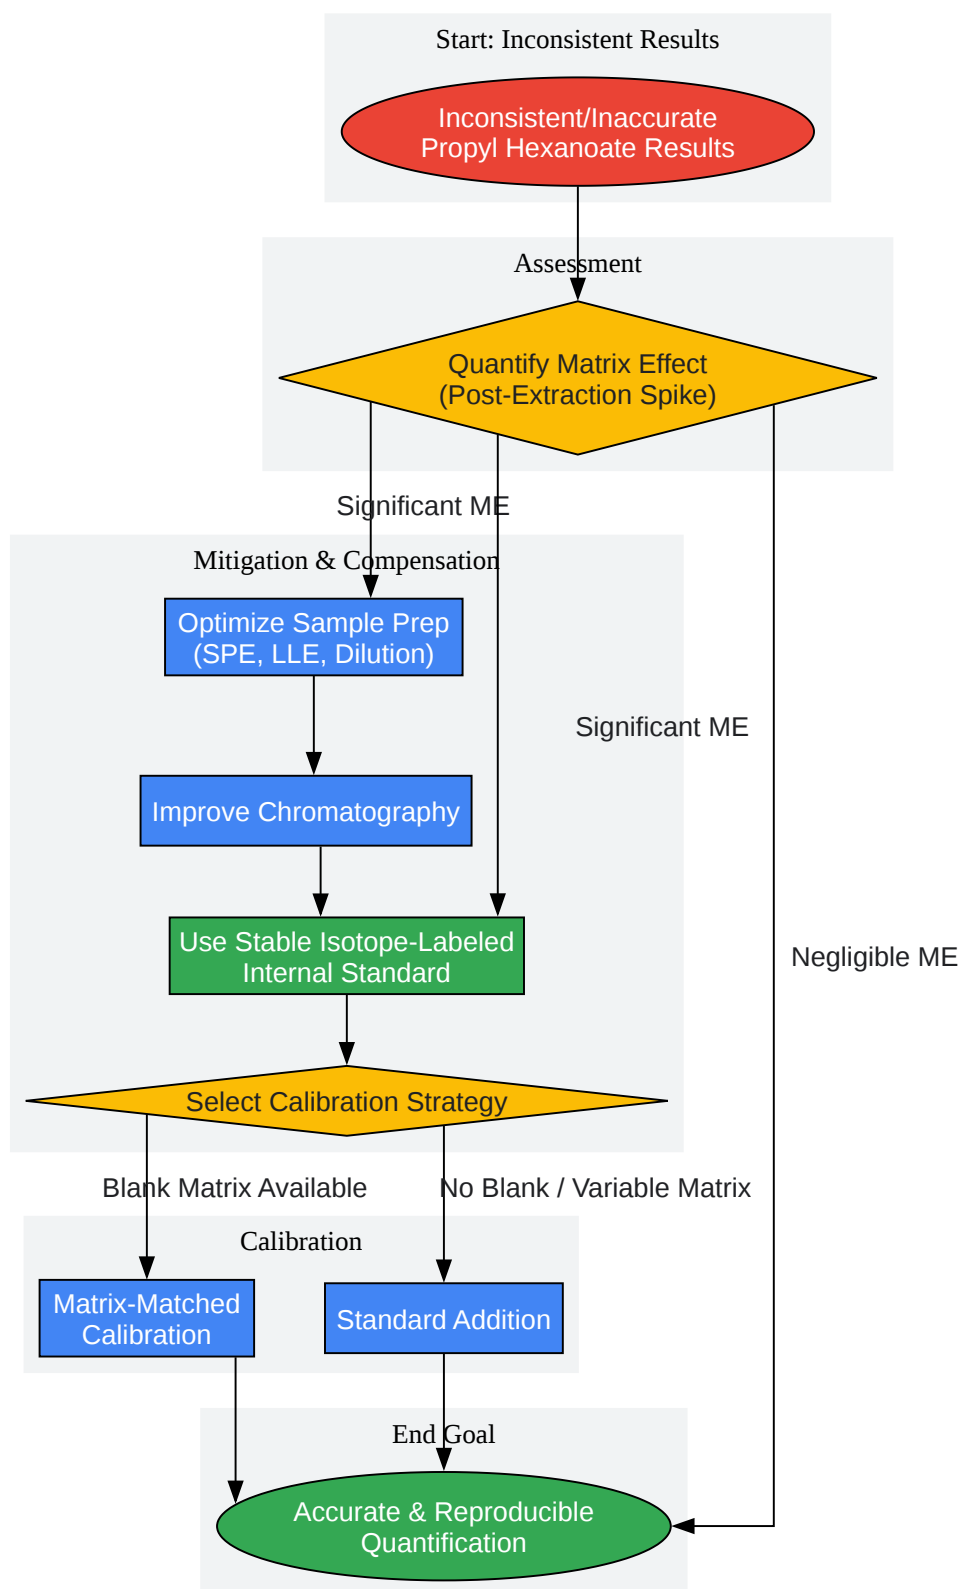 Start: Inconsistent Results
Inconsistent/Inaccurate
Propyl Hexanoate Results
Assessment
Quantify Matrix Effect
(Post-Extraction Spike)
Significant ME
Mitigation & Compensation
Optimize Sample Prep
(SPE, LLE, Dilution)
Significant ME
Improve Chromatography
Use Stable Isotope-Labeled
Internal Standard
Negligible ME
Select Calibration Strategy
Blank Matrix Available
No Blank / Variable Matrix
Calibration
Matrix-Matched
Calibration
Standard Addition
End Goal
Accurate & Reproducible
Quantification